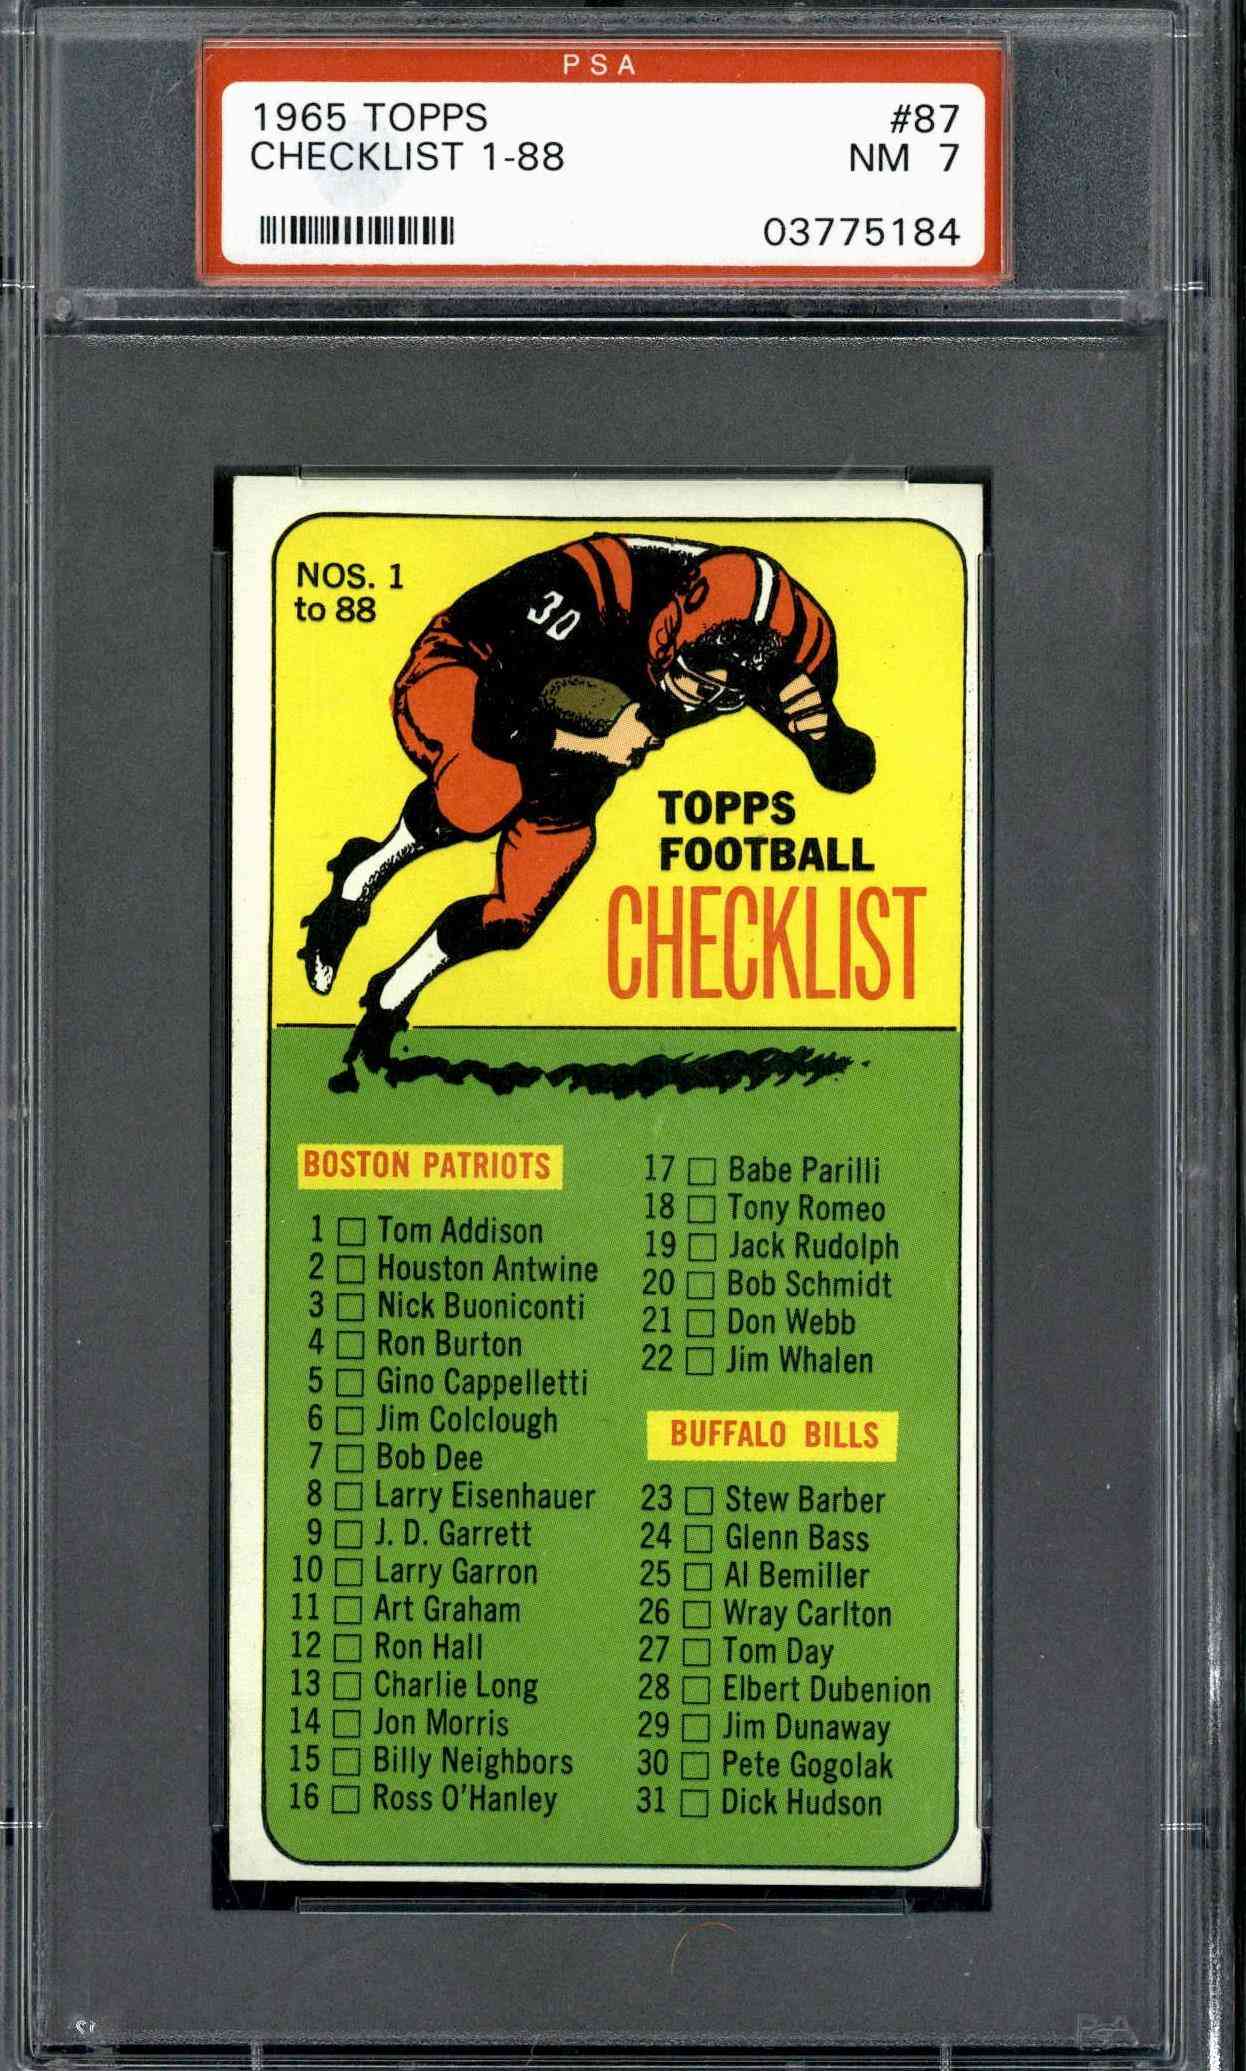 PSA
1965 TOPPS #87
CHECKLIST 1-88 NM 7
03775184
NOS. 1
to 88
30
TOPPS
FOOTBALL
CHECKLIST
BOSTON PATRIOTS
1 Tom Addison
2 Houston Antwine
3 Nick Buoniconti
4 Ron Burton
5 Gino Cappelletti
6 Jim Colclough
7 Bob Dee
8 Larry Eisenhauer
9 J. D. Garrett
10 Larry Garron
11 Art Graham
12 Ron Hall
13 Charlie Long
14 Jon Morris
15 Billy Neighbors
16 Ross O'Hanley
17 Babe Parilli
18 Tony Romeo
19 Jack Rudolph
20 Bob Schmidt
21 Don Webb
22 Jim Whalen
BUFFALO BILLS
23 Stew Barber
24 Glenn Bass
25 Al Bemiller
26 Wray Carlton
27 Tom Day
28 Elbert Dubenion
29 Jim Dunaway
30 Pete Gogolak
31 Dick Hudson
PSA